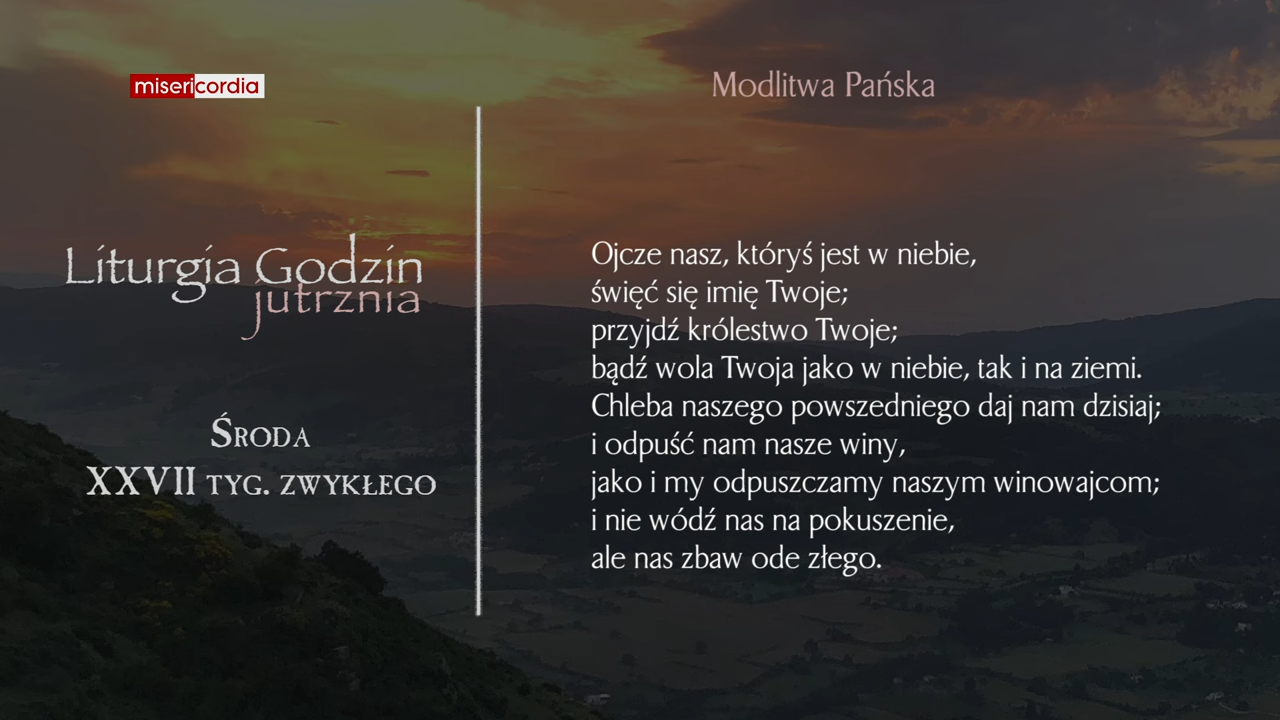 misericordia
Liturgia Godzin
jutrznia
Środa
XXVII tyg. zwykłego
Modlitwa Pańska
Ojcze nasz, któryś jest w niebie,
święć się imię Twoje;
przyjdź królestwo Twoje;
bądź wola Twoja jako w niebie, tak i na ziemi.
Chleba naszego powszedniego daj nam dzisiaj;
i odpuść nam nasze winy,
jako i my odpuszczamy naszym winowajcom;
i nie wódź nas na pokuszenie,
ale nas zbaw ode złego.